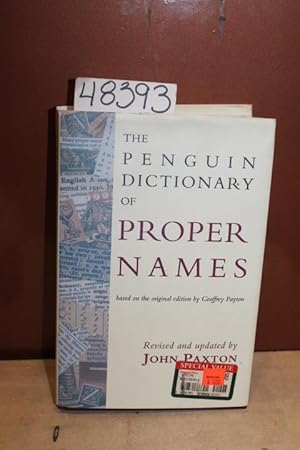 48393
THE
PENGUIN
DICTIONARY
OF
PROPER
NAMES
based on the original edition by Geoffrey Payton
Revised and updated by
JOHN PAXTON
SPECIAL VALUE